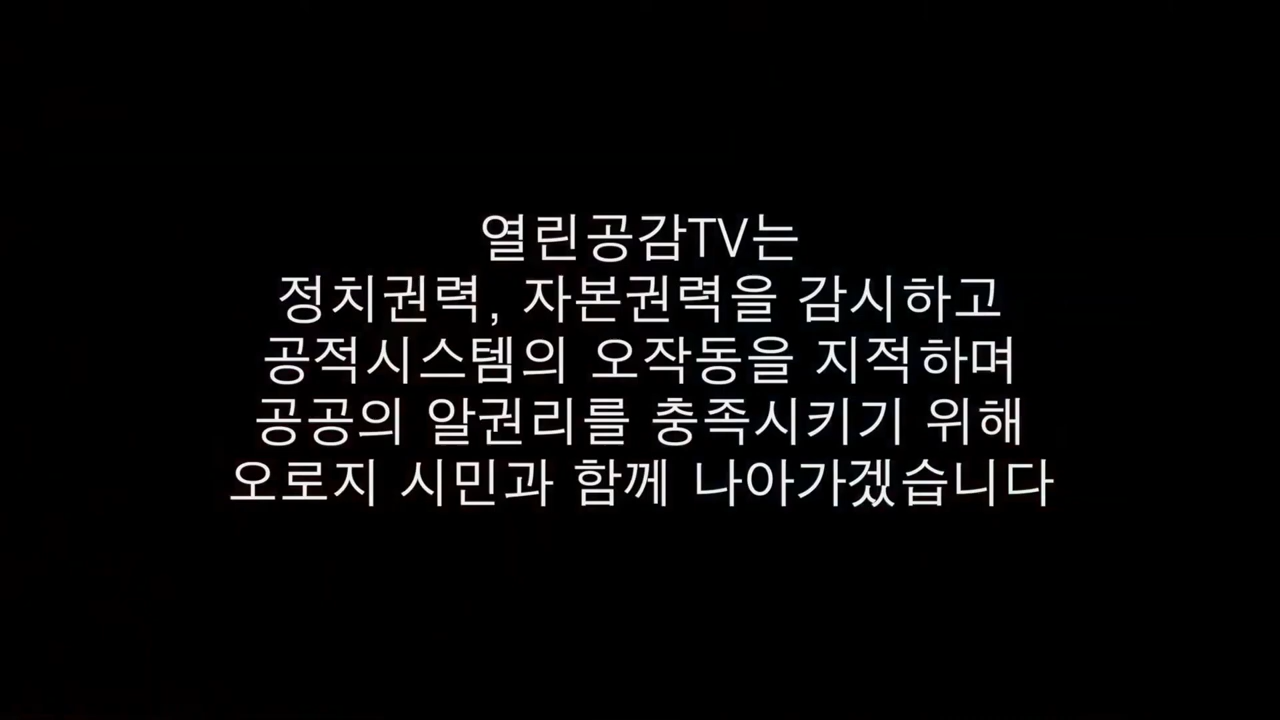 열린공감TV는
정치권력, 자본권력을 감시하고
공적시스템의 오작동을 지적하며
공공의 알권리를 충족시키기 위해
오로지 시민과 함께 나아가겠습니다